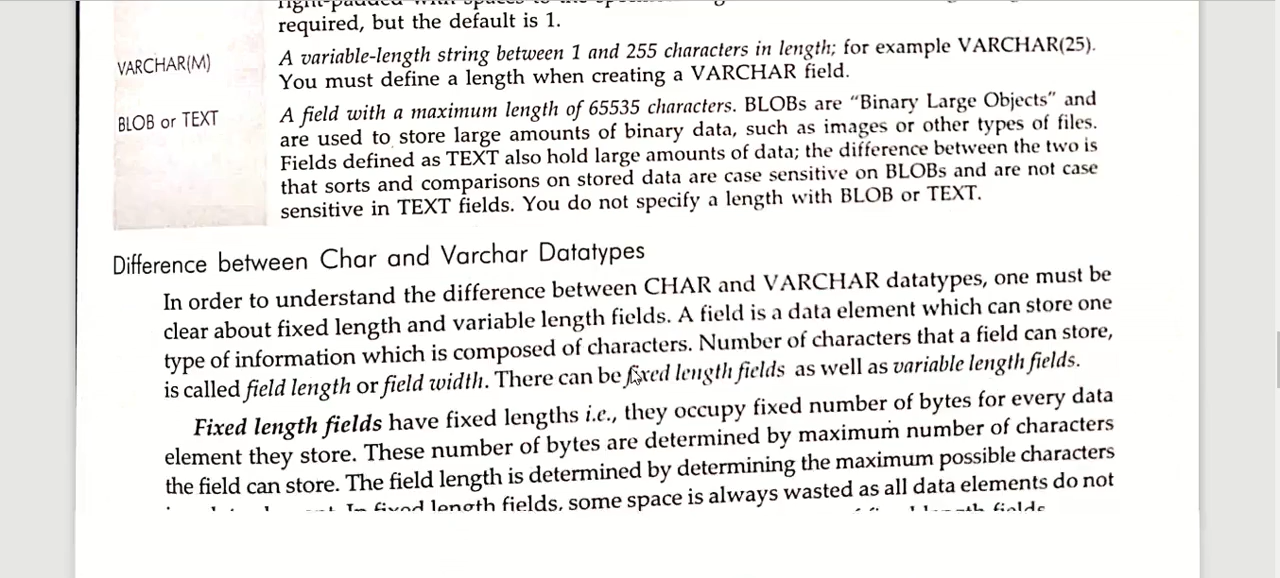 required, but the default is 1.
VARCHAR(M)
A variable-length string between 1 and 255 characters in length; for example VARCHAR(25).
You must define a length when creating a VARCHAR field.
BLOB or TEXT
A field with a maximum length of 65535 characters. BLOBs are “Binary Large Objects” and
are used to store large amounts of binary data, such as images or other types of files.
Fields defined as TEXT also hold large amounts of data; the difference between the two is
that sorts and comparisons on stored data are case sensitive on BLOBs and are not case
sensitive in TEXT fields. You do not specify a length with BLOB or TEXT.
Difference between Char and Varchar Datatypes
In order to understand the difference between CHAR and VARCHAR datatypes, one must be
clear about fixed length and variable length fields. A field is a data element which can store one
type of information which is composed of characters. Number of characters that a field can store,
is called field length or field width. There can be fixed length fields as well as variable length fields.
Fixed length fields have fixed lengths i.e., they occupy fixed number of bytes for every data
element they store. These number of bytes are determined by maximum number of characters
the field can store. The field length is determined by determining the maximum possible characters
In fixed length fields, some space is always wasted as all data elements do not